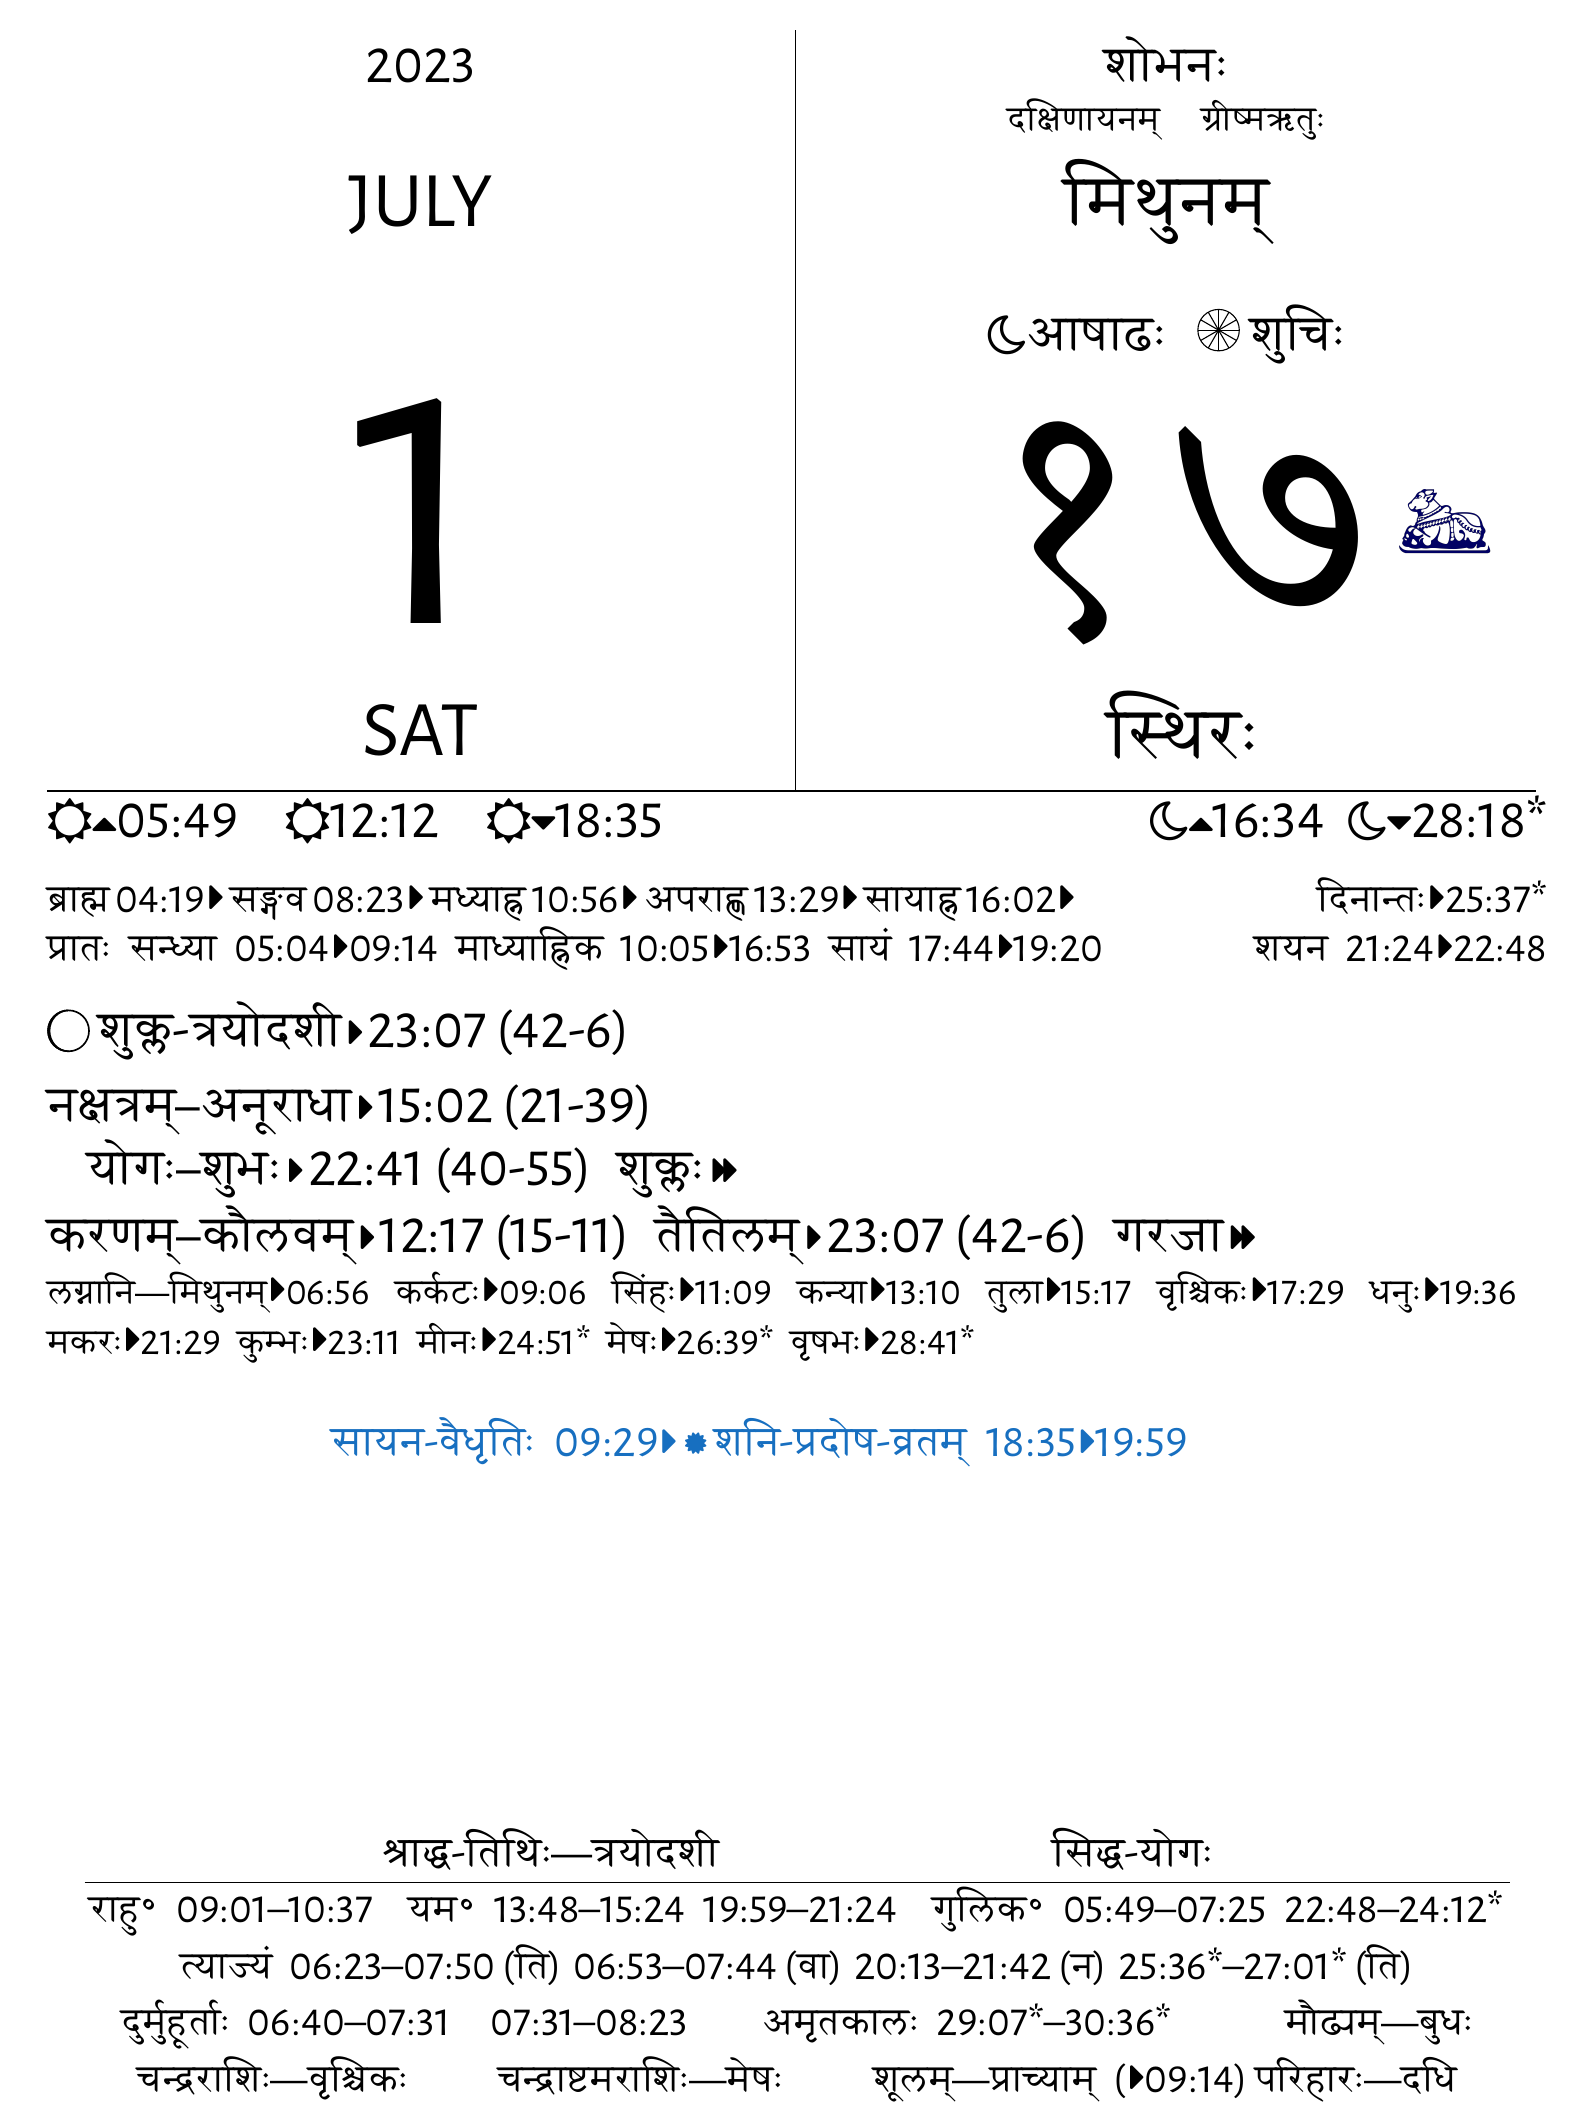 2023
JULY
1
SAT
शोभनः
दक्षिणायनम् ग्रीष्मऋतुः
मिथुनम्
आषाढः शुचिः
१७
स्थिरः
05:49 12:12 18:35 16:34 28:18*
ब्राह्म 04:19 सङ्गव 08:23 मध्याह्न 10:56 अपराह्ण 13:29 सायाह्न 16:02 दिनान्तः 25:37*
प्रातः सन्ध्या 05:04 09:14 माध्याह्निक 10:05 16:53 सायं 17:44 19:20 शयन 21:24 22:48
शुक्ल-त्रयोदशी 23:07 (42-6)
नक्षत्रम्–अनूराधा 15:02 (21-39)
योगः–शुभः 22:41 (40-55) शुक्लः
करणम्–कौलवम् 12:17 (15-11) तैतिलम् 23:07 (42-6) गरजा
लग्नानि—मिथुनम् 06:56 कर्कटः 09:06 सिंहः 11:09 कन्या 13:10 तुला 15:17 वृश्चिकः 17:29 धनुः 19:36
मकरः 21:29 कुम्भः 23:11 मीनः 24:51* मेषः 26:39* वृषभः 28:41*
सायन-वैधृतिः 09:29 शनि-प्रदोष-व्रतम् 18:35 19:59
श्राद्ध-तिथिः—त्रयोदशी सिद्ध-योगः
राहु॰ 09:01–10:37 यम॰ 13:48–15:24 19:59–21:24 गुलिक॰ 05:49–07:25 22:48–24:12*
त्याज्यं 06:23–07:50 (ति) 06:53–07:44 (वा) 20:13–21:42 (न) 25:36*–27:01* (ति)
दुर्मुहूर्ताः 06:40–07:31 07:31–08:23 अमृतकालः 29:07*–30:36* मौढ्यम्—बुधः
चन्द्रराशिः—वृश्चिकः चन्द्राष्टमराशिः—मेषः शूलम्—प्राच्याम् (09:14) परिहारः—दधि